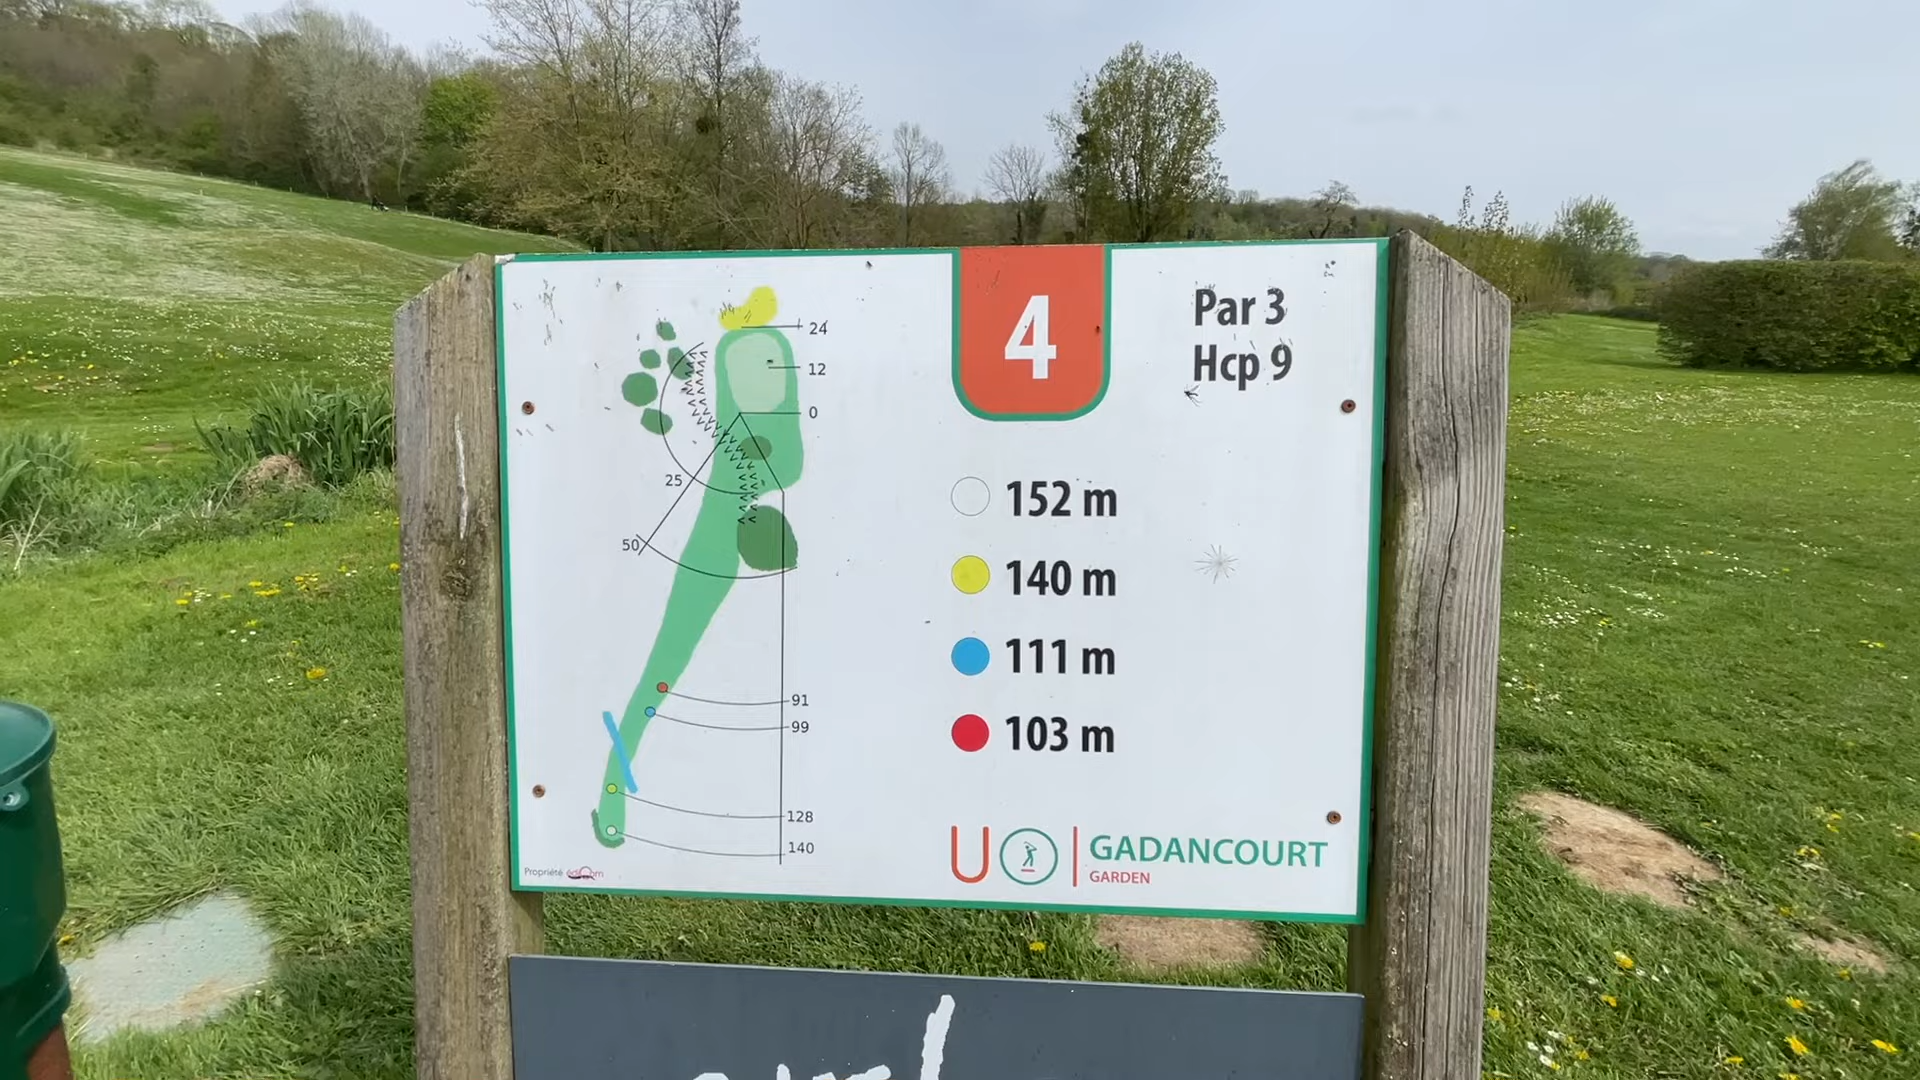 4
Par 3
Hcp 9
24
12
0
25
50
152 m
140 m
111 m
103 m
91
99
128
140
Propriété
U GADANCOURT
GARDEN